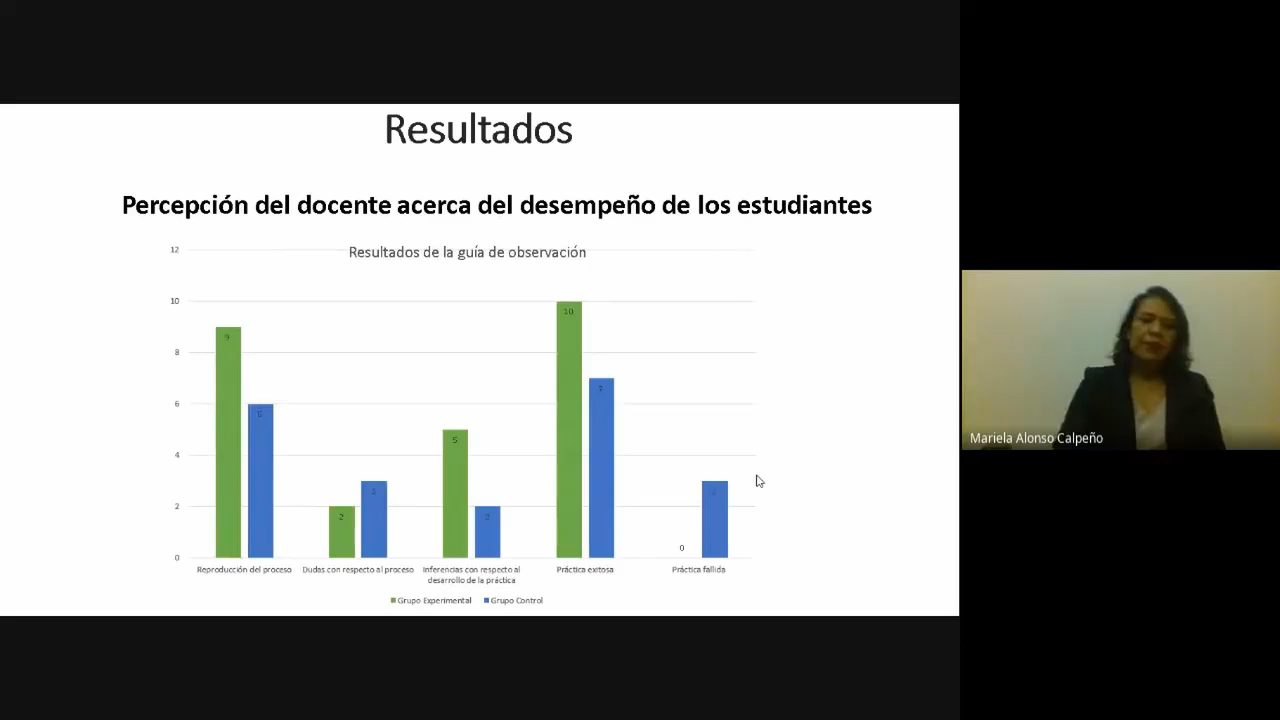 Resultados
Percepción del docente acerca del desempeño de los estudiantes
Resultados de la guía de observación
12
10
8
6
4
2
0
9
6
2
3
5
2
10
7
0
3
Reproducción del proceso
Dudas con respecto al proceso
Inferencias con respecto al
desarrollo de la práctica
Práctica exitosa
Práctica fallida
Grupo Experimental
Grupo Control
Mariela Alonso Calpeño